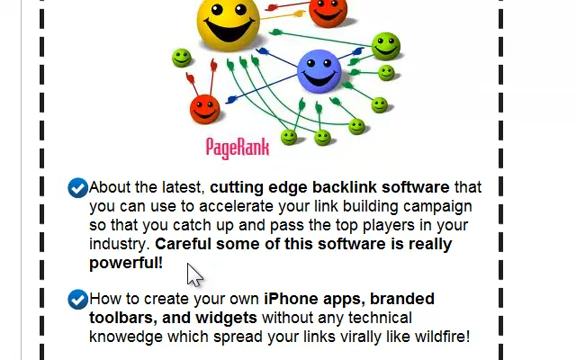 PageRank
About the latest, cutting edge backlink software that
you can use to accelerate your link building campaign
so that you catch up and pass the top players in your
industry. Careful some of this software is really
powerful!
How to create your own iPhone apps, branded
toolbars, and widgets without any technical
knowedge which spread your links virally like wildfire!